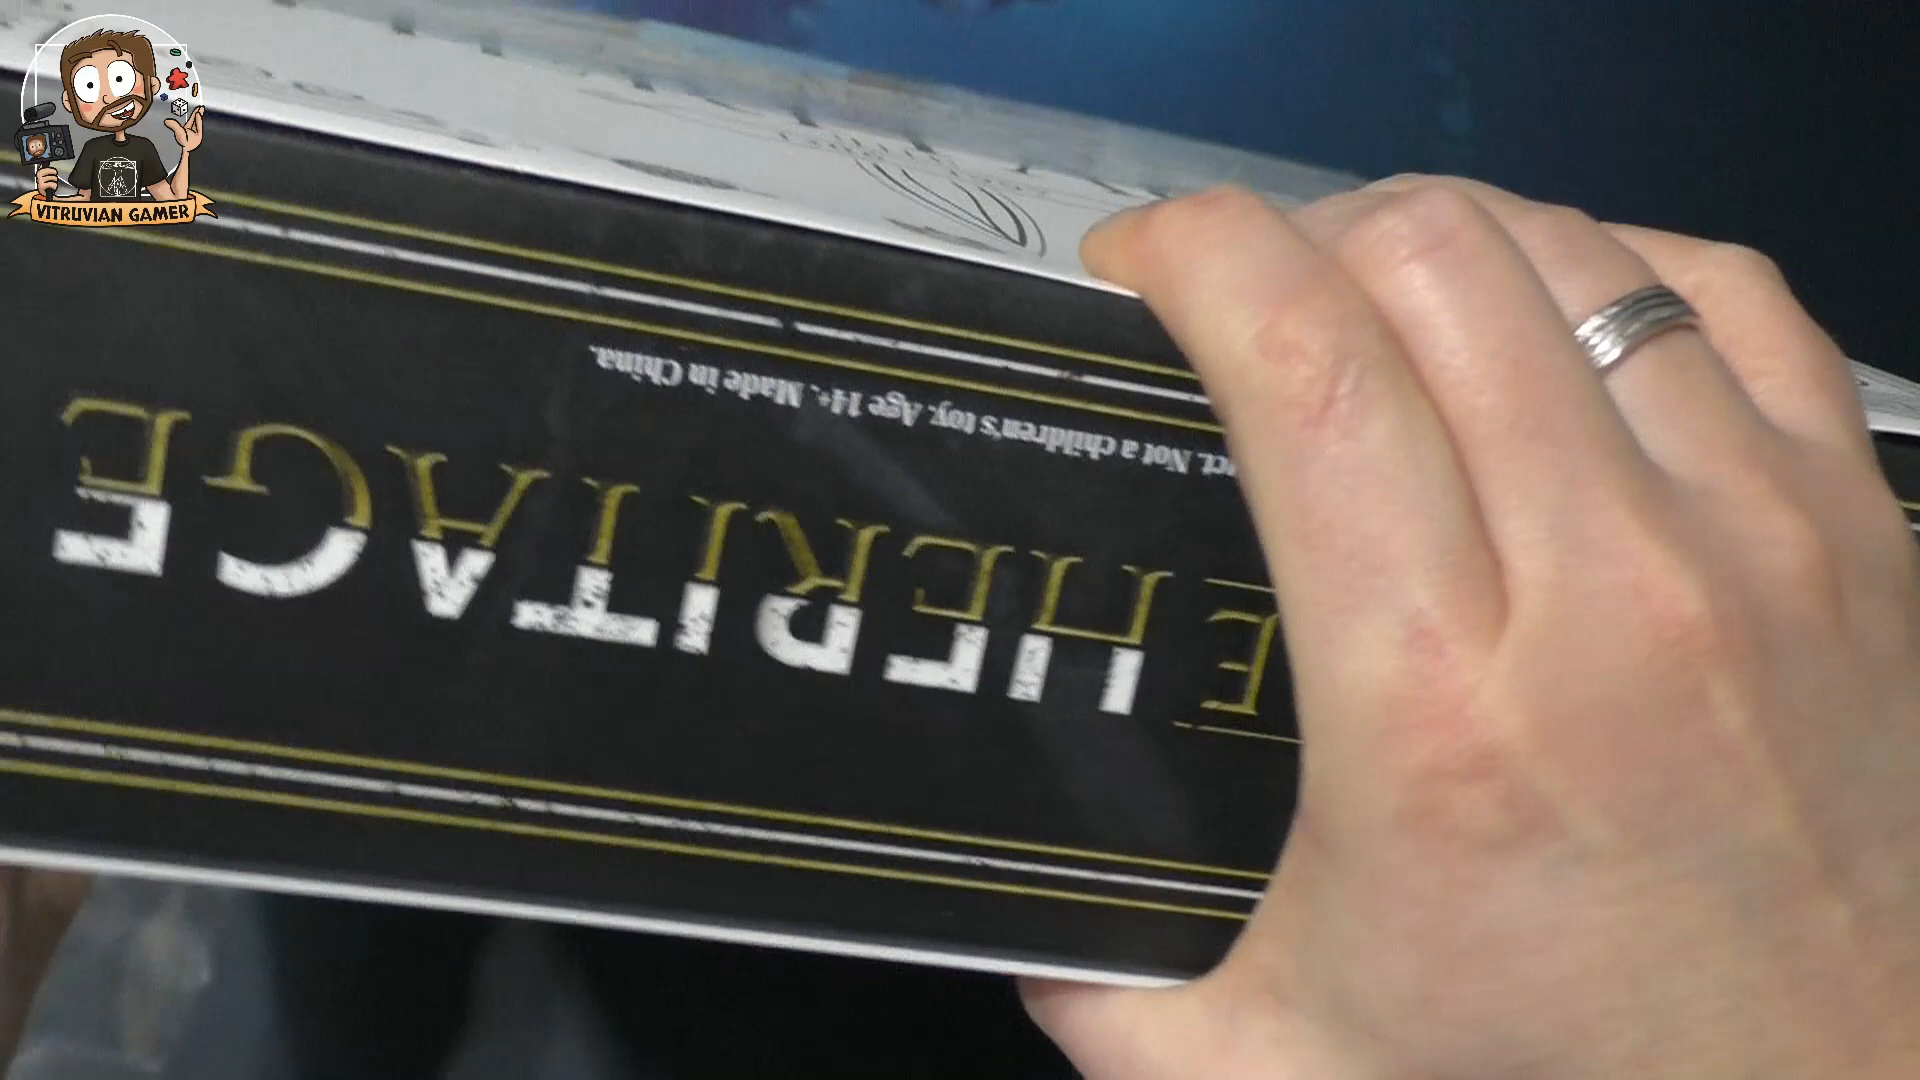 VITRUVIAN GAMER
E HERITAGE
Not a children's toy. Age 14+. Made in China.